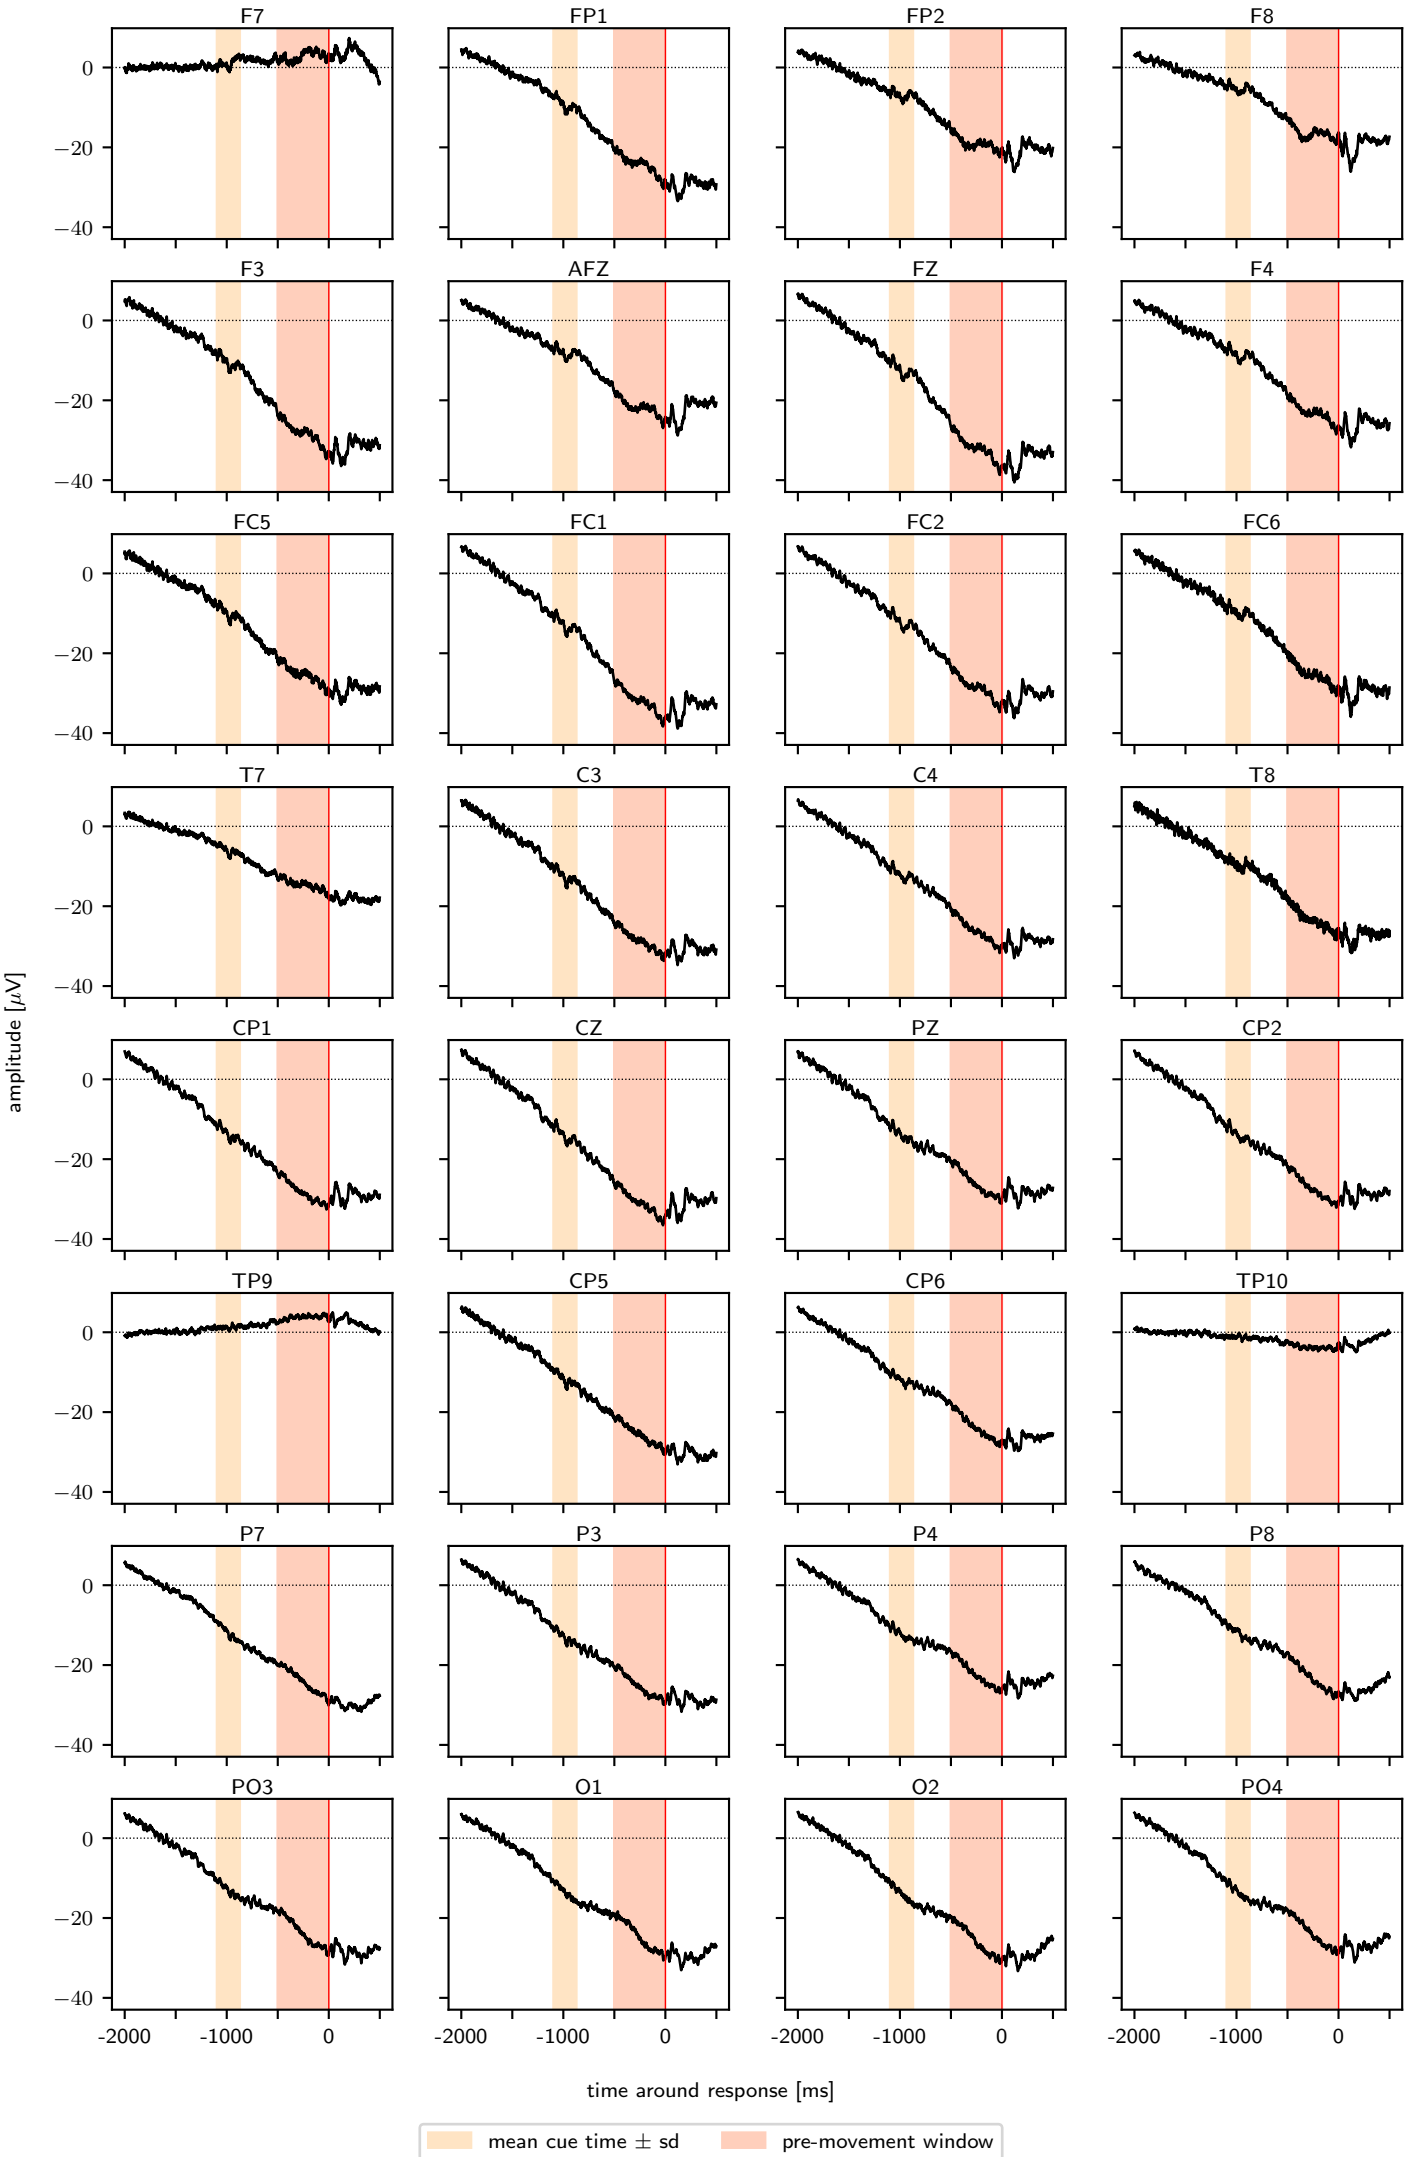 F7 FP1 FP2 F8
0
−20
−40
F3 AFZ FZ F4
0
−20
−40
FC5 FC1 FC2 FC6
0
−20
−40
T7 C3 C4 T8
0
−20
−40
amplitude [μV]
CP1 CZ PZ CP2
0
−20
−40
TP9 CP5 CP6 TP10
0
−20
−40
P7 P3 P4 P8
0
−20
−40
PO3 O1 O2 PO4
0
−20
−40
-2000 -1000 0 -2000 -1000 0 -2000 -1000 0 -2000 -1000 0
time around response [ms]
mean cue time ± sd pre-movement window